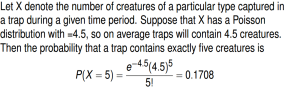 Let X denote the number of creatures of a particular type captured in
a trap during a given time period. Suppose that X has a Poisson
distribution with =4.5, so on average traps will contain 4.5 creatures.
Then the probability that a trap contains exactly five creatures is
P(X = 5) = e^{-4.5}(4.5)^5 / 5! = 0.1708